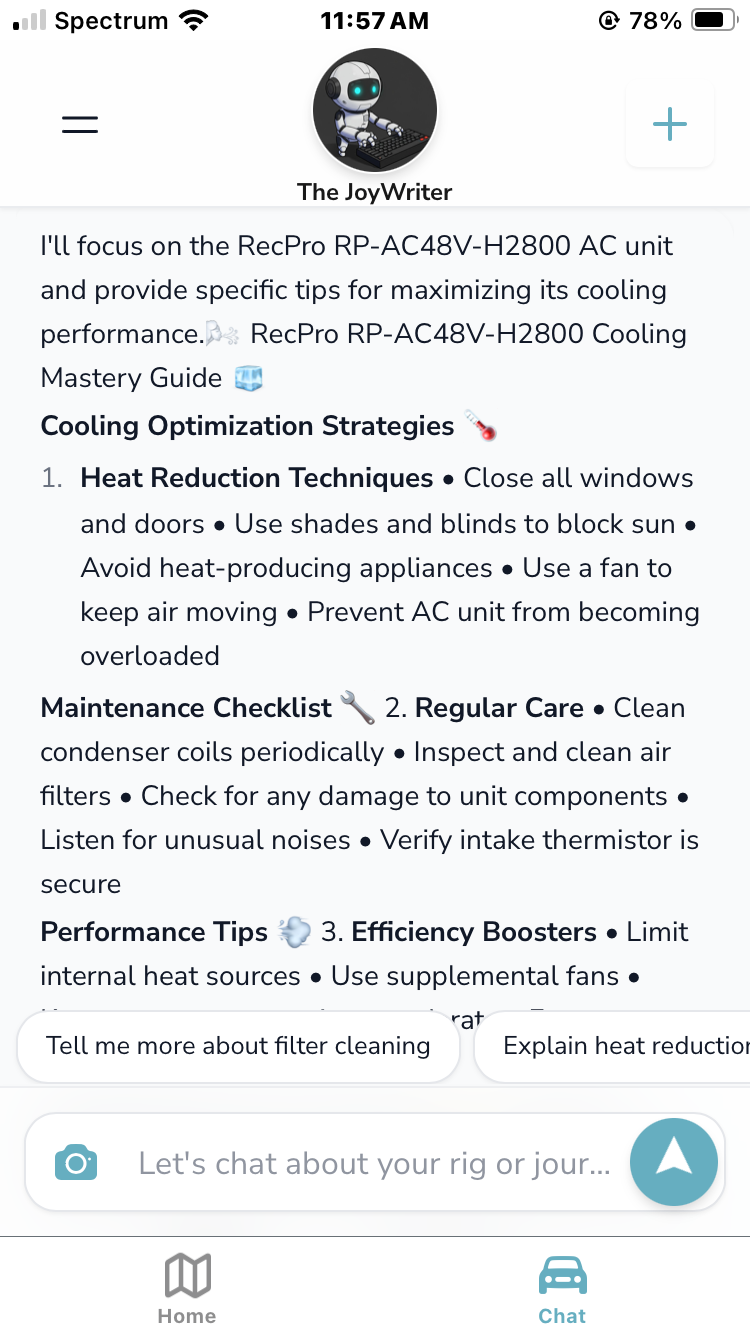 Spectrum 11:57 AM 78%
The JoyWriter
I'll focus on the RecPro RP-AC48V-H2800 AC unit
and provide specific tips for maximizing its cooling
performance.🌬️ RecPro RP-AC48V-H2800 Cooling
Mastery Guide 🧊
Cooling Optimization Strategies 🌡️
1. Heat Reduction Techniques • Close all windows
and doors • Use shades and blinds to block sun •
Avoid heat-producing appliances • Use a fan to
keep air moving • Prevent AC unit from becoming
overloaded
Maintenance Checklist 🔧 2. Regular Care • Clean
condenser coils periodically • Inspect and clean air
filters • Check for any damage to unit components •
Listen for unusual noises • Verify intake thermistor is
secure
Performance Tips 💨 3. Efficiency Boosters • Limit
internal heat sources • Use supplemental fans •
Tell me more about filter cleaning Explain heat reduction
Let's chat about your rig or jour...
Home Chat